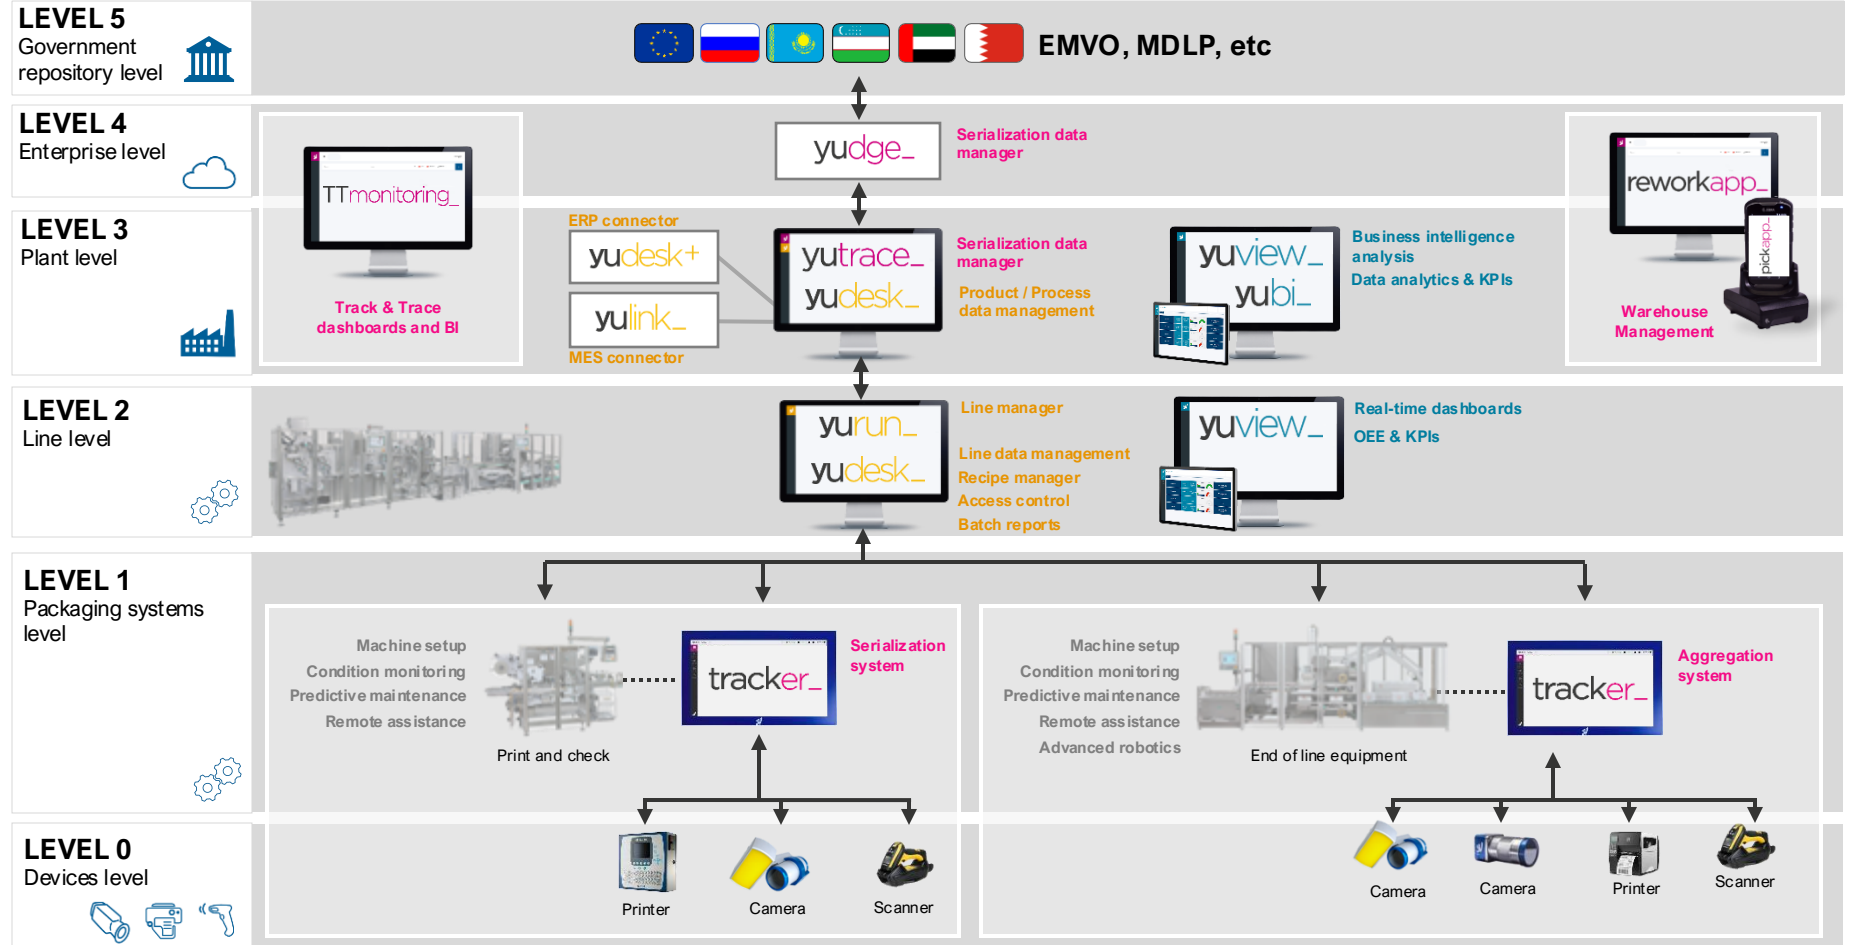 LEVEL 5
Government
repository level
EMVO, MDLP, etc
LEVEL 4
Enterprise level
TTmonitoring_
Track & Trace
dashboards and BI
yudge_
Serialization data
manager
reworkapp_
pickapp_
Warehouse
Management
LEVEL 3
Plant level
ERP connector
yudesk+
yulink_
MES connector
yutrace_
yudesk_
Serialization data
manager
Product / Process
data management
yuview_
yubi_
Business intelligence
analysis
Data analytics & KPIs
LEVEL 2
Line level
yurun_
yudesk_
Line manager
Line data management
Recipe manager
Access control
Batch reports
yuview_
Real-time dashboards
OEE & KPIs
LEVEL 1
Packaging systems
level
Machine setup
Condition monitoring
Predictive maintenance
Remote assistance
Print and check
tracker_
Serialization
system
Machine setup
Condition monitoring
Predictive maintenance
Remote assistance
Advanced robotics
End of line equipment
tracker_
Aggregation
system
LEVEL 0
Devices level
Printer
Camera
Scanner
Camera
Camera
Printer
Scanner